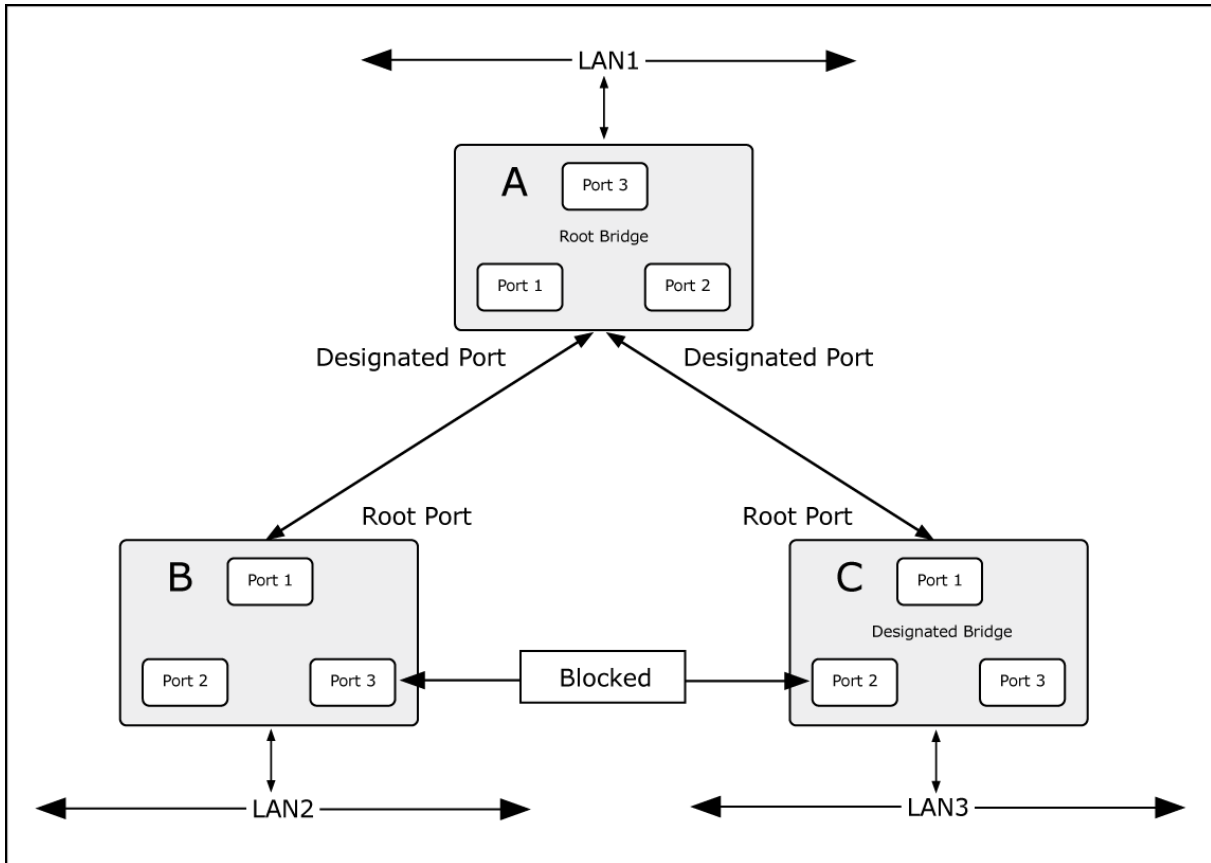 LAN1
A
Port 3
Root Bridge
Port 1
Port 2
Designated Port
Designated Port
Root Port
Root Port
B
Port 1
Port 2
Port 3
Blocked
C
Port 1
Designated Bridge
Port 2
Port 3
LAN2
LAN3